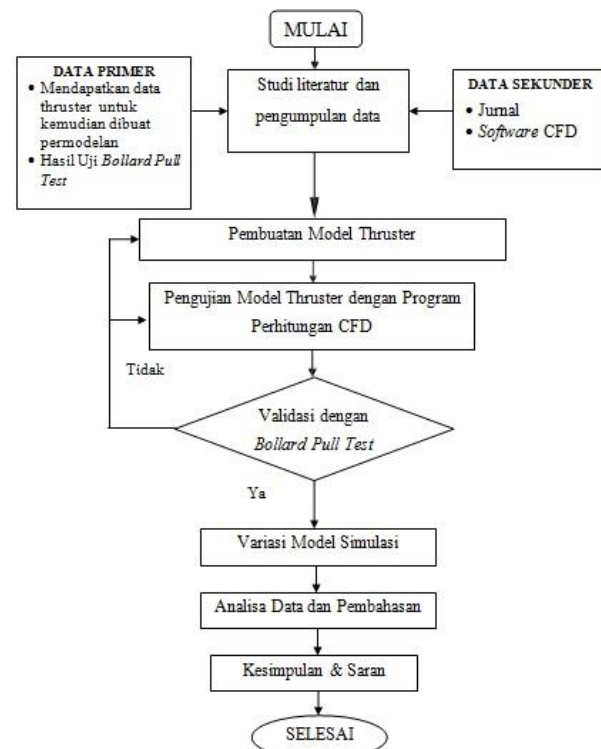 MULAI
DATA PRIMER
• Mendapatkan data
thruster untuk
kemudian dibuat
permodelan
• Hasil Uji Bollard Pull
Test
Studi literatur dan
pengumpulan data
DATA SEKUNDER
• Jurnal
• Software CFD
Pembuatan Model Thruster
Pengujian Model Thruster dengan Program
Perhitungan CFD
Tidak
Validasi dengan
Bollard Pull Test
Ya
Variasi Model Simulasi
Analisa Data dan Pembahasan
Kesimpulan & Saran
SELESAI